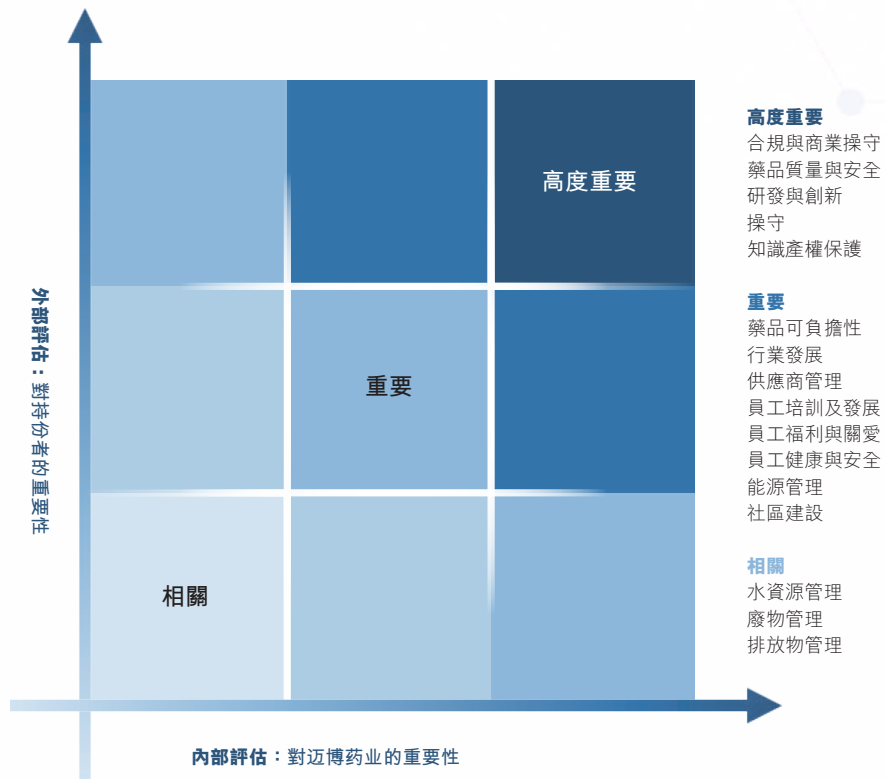 高度重要
重要
相關
外部評估：對持份者的重要性
內部評估：對迈博药业的重要性
高度重要
合規與商業操守
藥品質量與安全
研發與創新
操守
知識產權保護
重要
藥品可負擔性
行業發展
供應商管理
員工培訓及發展
員工福利與關愛
員工健康與安全
能源管理
社區建設
相關
水資源管理
廢物管理
排放物管理